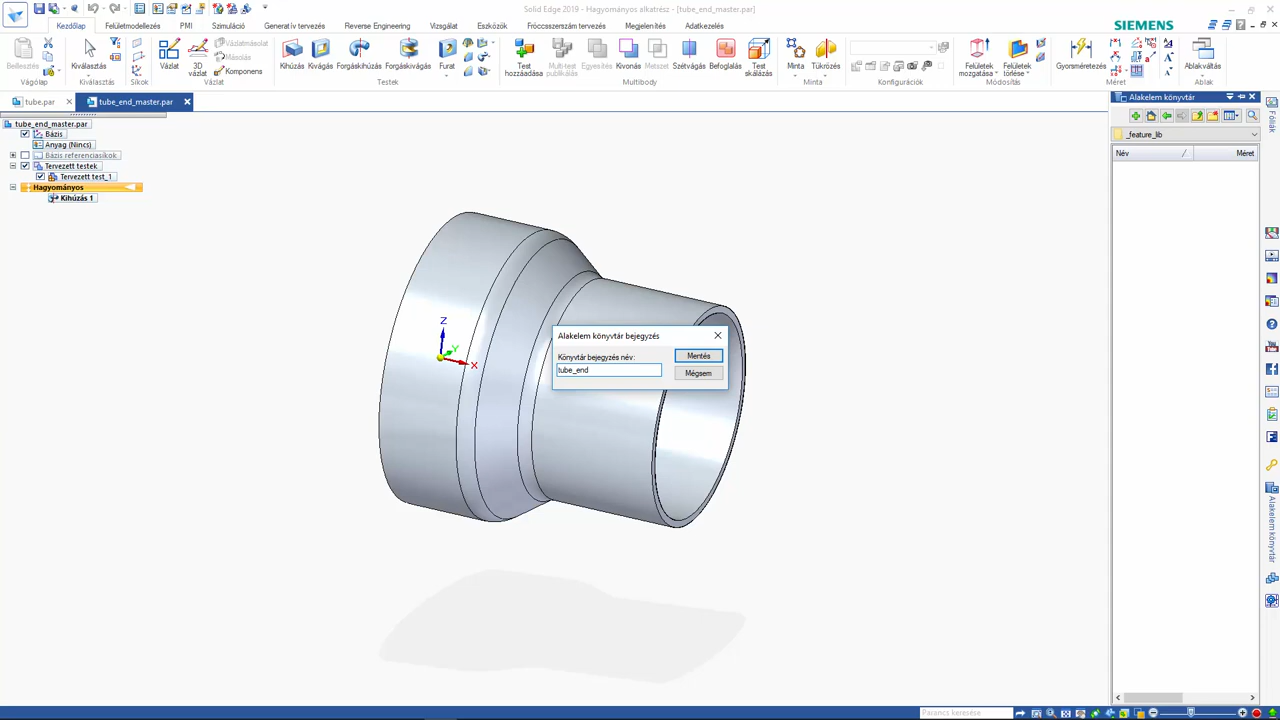 Solid Edge 2019 - Hagyományos alkatrész - [tube_end_master.par]
Kezdőlap
Felületmodellezés
PMI
Szimuláció
Generatív tervezés
Reverse Engineering
Vizsgálat
Eszközök
Fröccsszerszám tervezés
Megjelenítés
Adatkezelés
SIEMENS
Beillesztés
Kiválasztás
Vázlat
3D vázlat
Vázlatmásolat
Másolás
Komponens
Kihúzás
Kivágás
Forgáskihúzás
Forgáskivágás
Furat
Test hozzáadása
Multi-test publikálás
Egyesítés
Kivonás
Metszet
Szétvágás
Befoglalás
Test skálázás
Minta
Tükrözés
Felületek mozgatása
Felületek törlése
Gyorsméretezés
Ablakváltás
Vágólap
Kiválasztás
Síkok
Vázlat
Testek
Multibody
Minta
Konfigurációk
Módosítás
Méret
Ablak
tube.par
tube_end_master.par
tube_end_master.par
Bázis
Anyag (Nincs)
Bázis referenciasíkok
Tervezett testek
Tervezett test_1
Hagyományos
Kihúzás 1
Z
Y
X
Alakelem könyvtár bejegyzés
Könyvtár bejegyzés név:
tube_end
Mentés
Mégsem
Alakelem könyvtár
_feature_lib
Név
Méret
Fóliák
Alakelem könyvtár
Parancs keresése